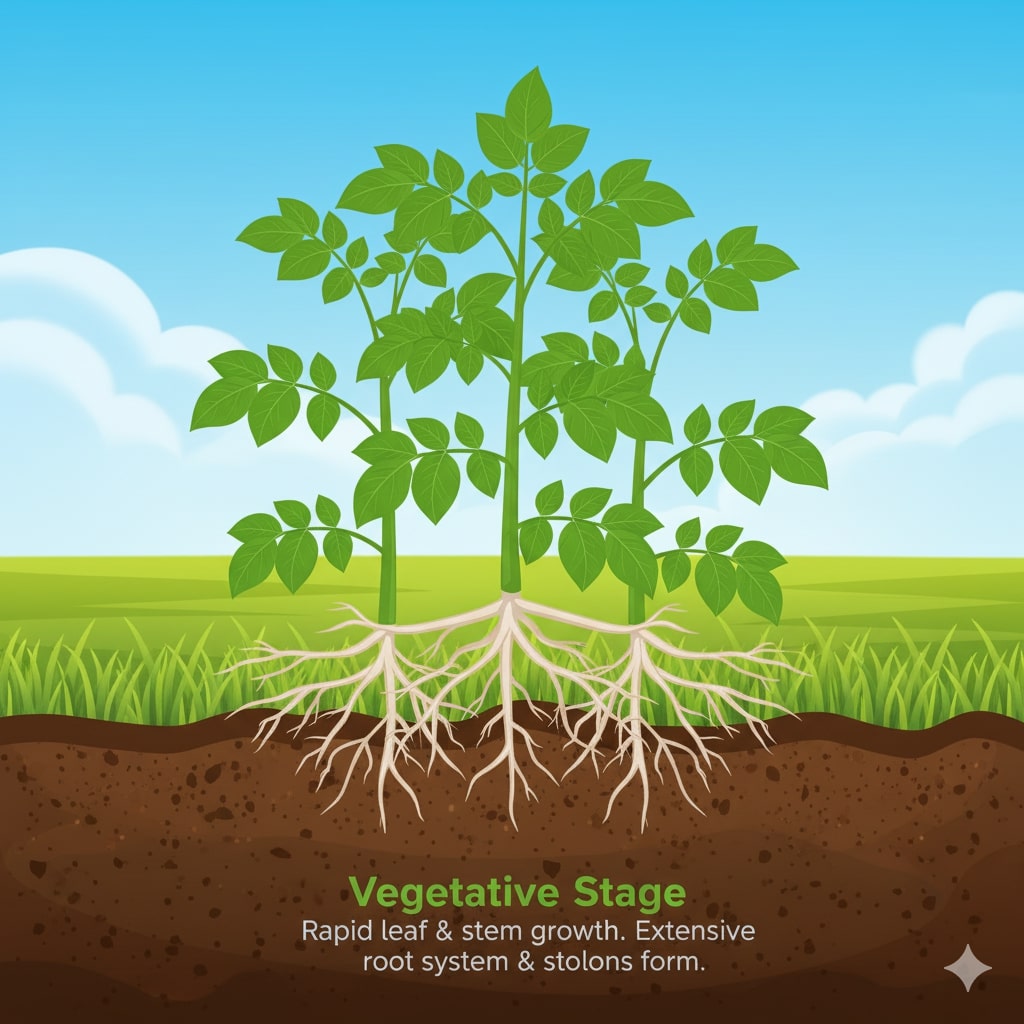 Vegetative Stage
Rapid leaf & stem growth. Extensive
root system & stolons form.